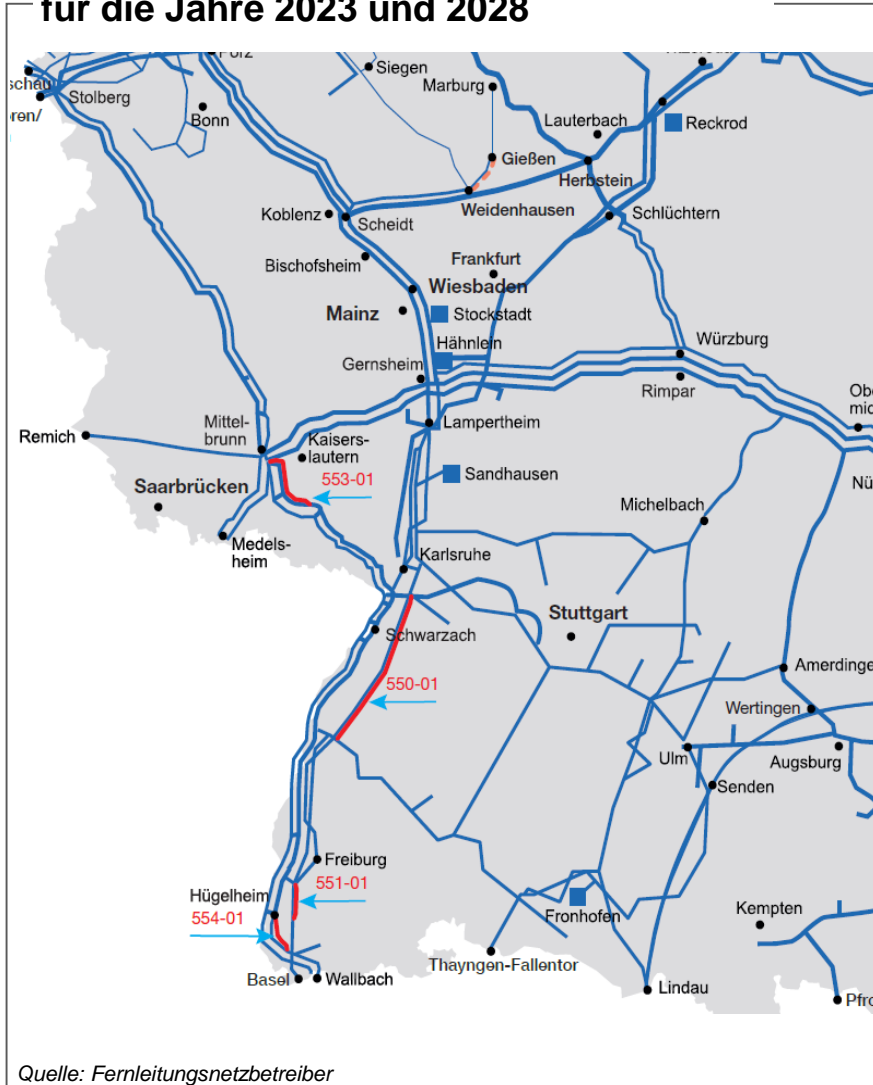 für die Jahre 2023 und 2028
Siegen
Marburg
Stolberg
Bonn
Lauterbach
Reckrod
Gießen
Herbstein
Weidenhausen
Koblenz
Scheidt
Schlüchtern
Bischofsheim
Frankfurt
Wiesbaden
Mainz
Stockstadt
Hähnlein
Würzburg
Gernsheim
Rimpar
Mittel-
brunn
Lampertheim
Remich
Kaisers-
lautern
553-01
Sandhausen
Saarbrücken
Michelbach
Medels-
heim
Karlsruhe
Stuttgart
Schwarzach
550-01
Wertingen
Ulm
Augsburg
Senden
Freiburg
551-01
Hügelheim
554-01
Fronhofen
Kempten
Thayngen-Fallentor
Basel
Wallbach
Lindau
Quelle: Fernleitungsnetzbetreiber